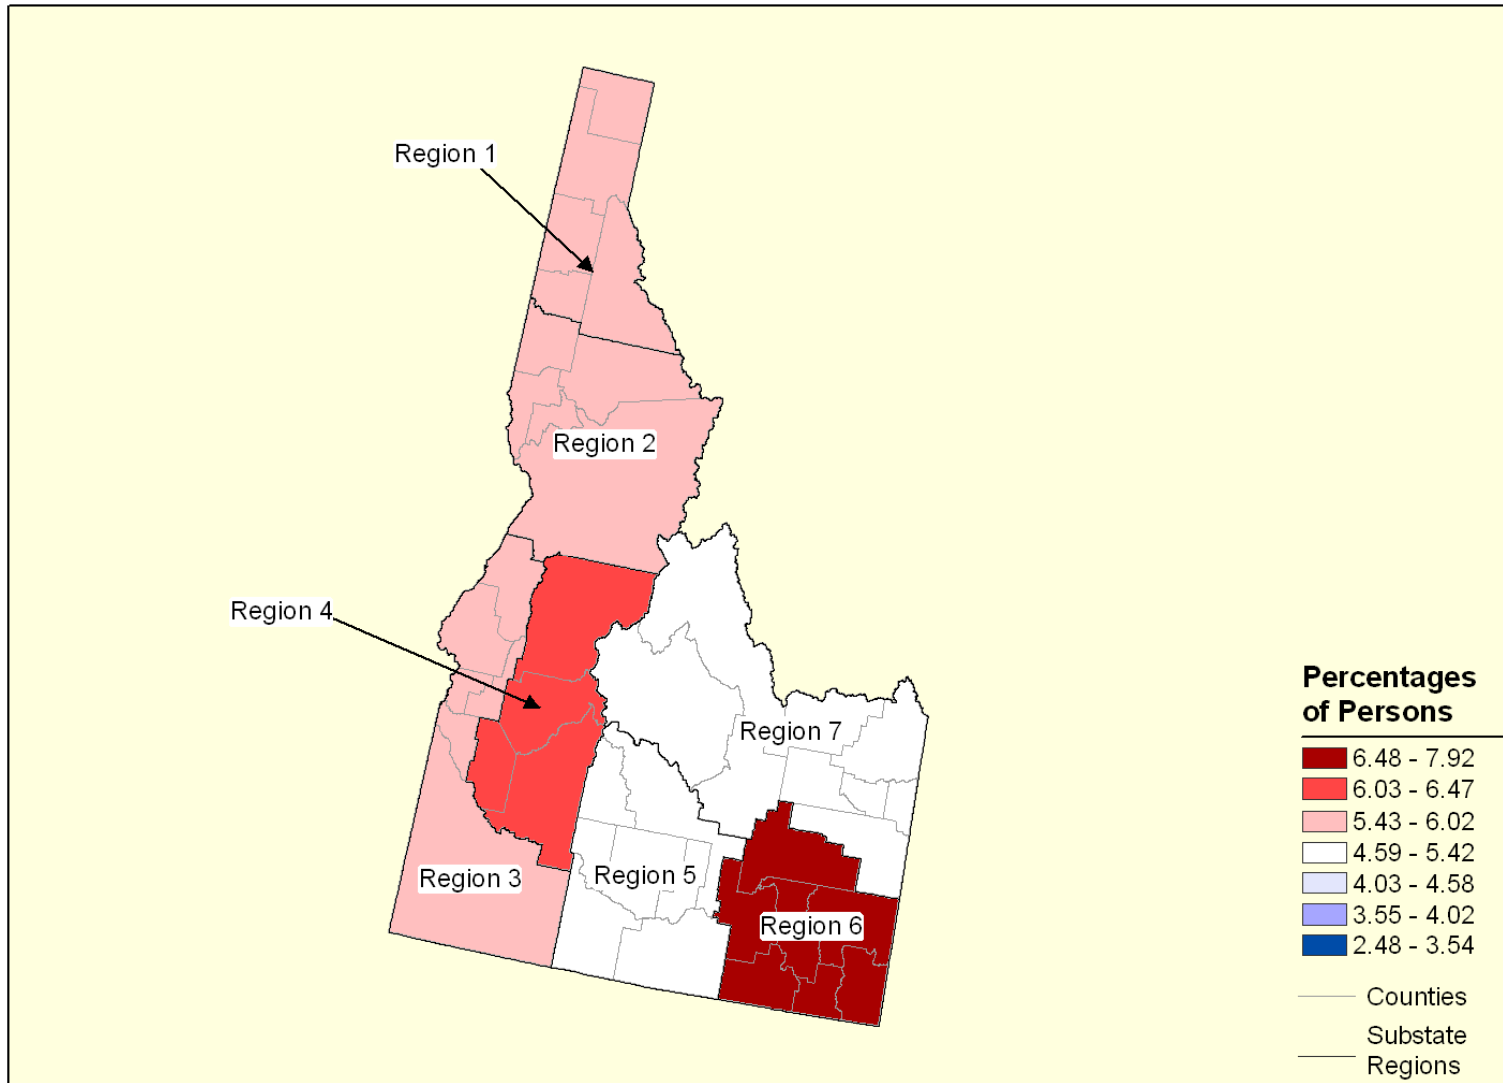 Region 1
Region 2
Region 4
Region 7
Region 3
Region 5
Region 6
Percentages
of Persons
6.48 - 7.92
6.03 - 6.47
5.43 - 6.02
4.59 - 5.42
4.03 - 4.58
3.55 - 4.02
2.48 - 3.54
Counties
Substate
Regions